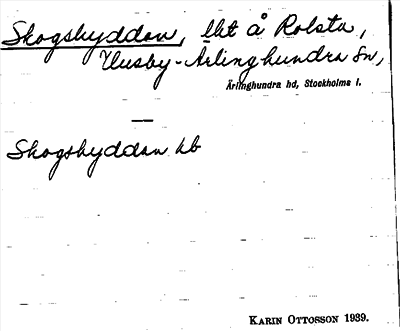 Skogshyddan, lht å Rolsta,
Husby-Ärlinghundra Sn,
Ärlinghundra hd, Stockholms l.
—
Skogshyddan hb
KARIN OTTOSSON 1939.